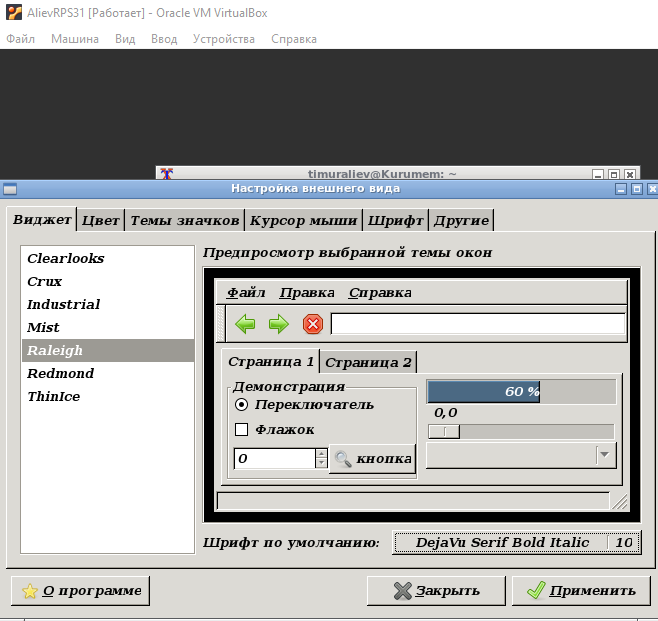 AlievRPS31 [Работает] - Oracle VM VirtualBox
Файл Машина Вид Ввод Устройства Справка
timuraliev@Kurumem: ~
Настройка внешнего вида
Виджет Цвет Темы значков Курсор мыши Шрифт Другие
Clearlooks
Crux
Industrial
Mist
Raleigh
Redmond
ThinIce
Предпросмотр выбранной темы окон
Файл Правка Справка
Страница 1 Страница 2
Демонстрация
Переключатель
Флажок
0 кнопка
60 %
0,0
Шрифт по умолчанию: DejaVu Serif Bold Italic 10
О программе Закрыть Применить